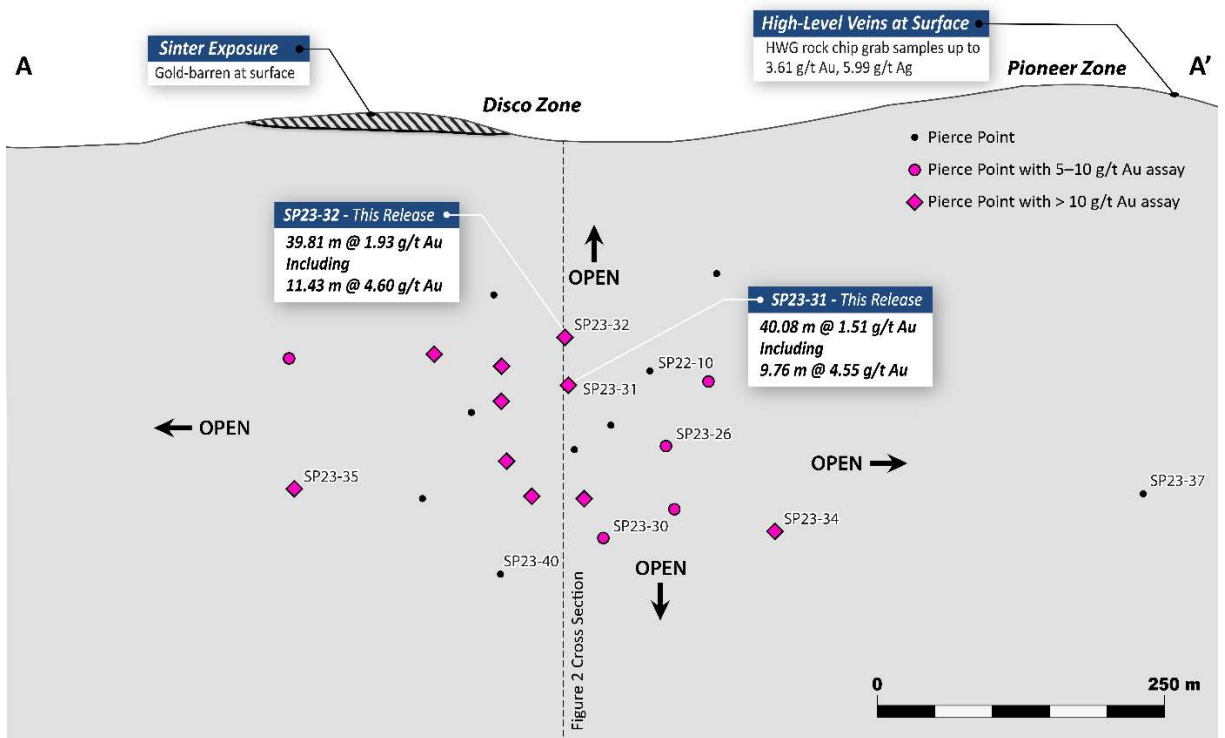 A
Sinter Exposure
Gold-barren at surface
High-Level Veins at Surface
HWG rock chip grab samples up to
3.61 g/t Au, 5.99 g/t Ag
A'
Pioneer Zone
Disco Zone
Pierce Point
Pierce Point with 5–10 g/t Au assay
Pierce Point with > 10 g/t Au assay
SP23-32 - This Release
39.81 m @ 1.93 g/t Au
Including
11.43 m @ 4.60 g/t Au
OPEN
SP23-31 - This Release
40.08 m @ 1.51 g/t Au
Including
9.76 m @ 4.55 g/t Au
SP23-32
SP22-10
SP23-31
OPEN
SP23-26
OPEN
SP23-35
SP23-37
SP23-30
SP23-34
SP23-40
OPEN
Figure 2 Cross Section
0
250 m